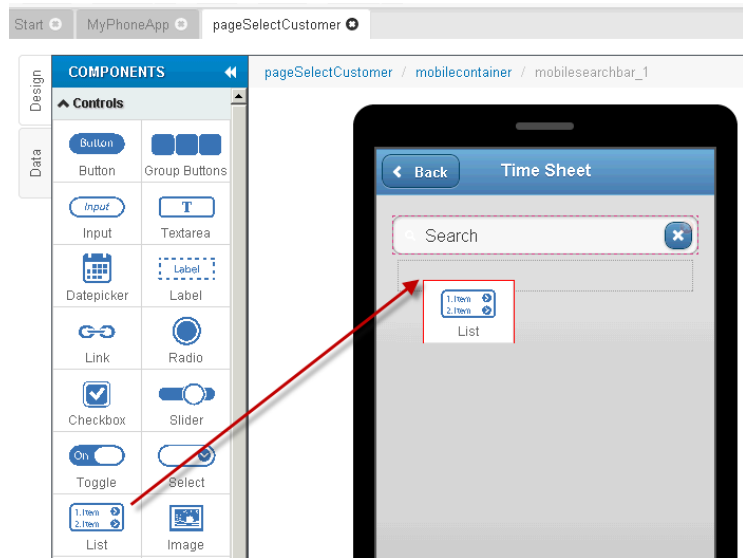 Start MyPhoneApp pageSelectCustomer
Design
Data
COMPONENTS
Controls
Button
Button Group Buttons
Input T
Input Textarea
Label
Datepicker Label
Link Radio
Checkbox Slider
On
Toggle Select
1.Item
2.Item
List Image
pageSelectCustomer / mobilecontainer / mobilesearchbar_1
Back Time Sheet
Search
1.Item
2.Item
List